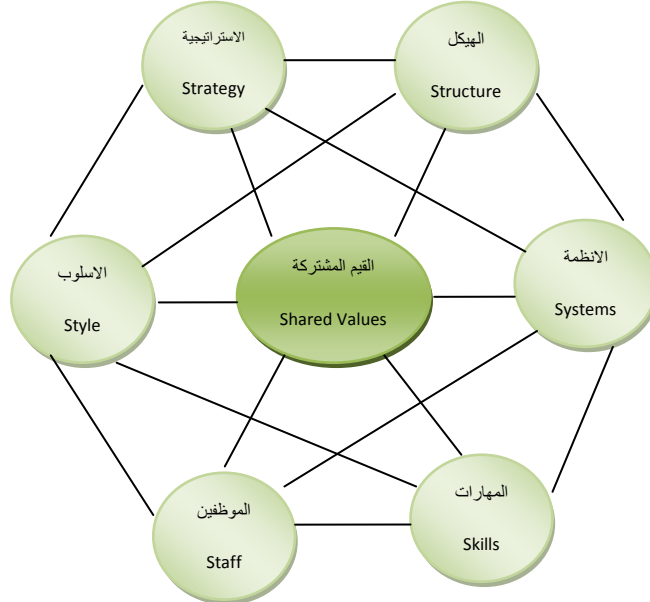 الاستراتيجية
Strategy
الهيكل
Structure
الاسلوب
Style
القيم المشتركة
Shared Values
الانظمة
Systems
الموظفين
Staff
المهارات
Skills